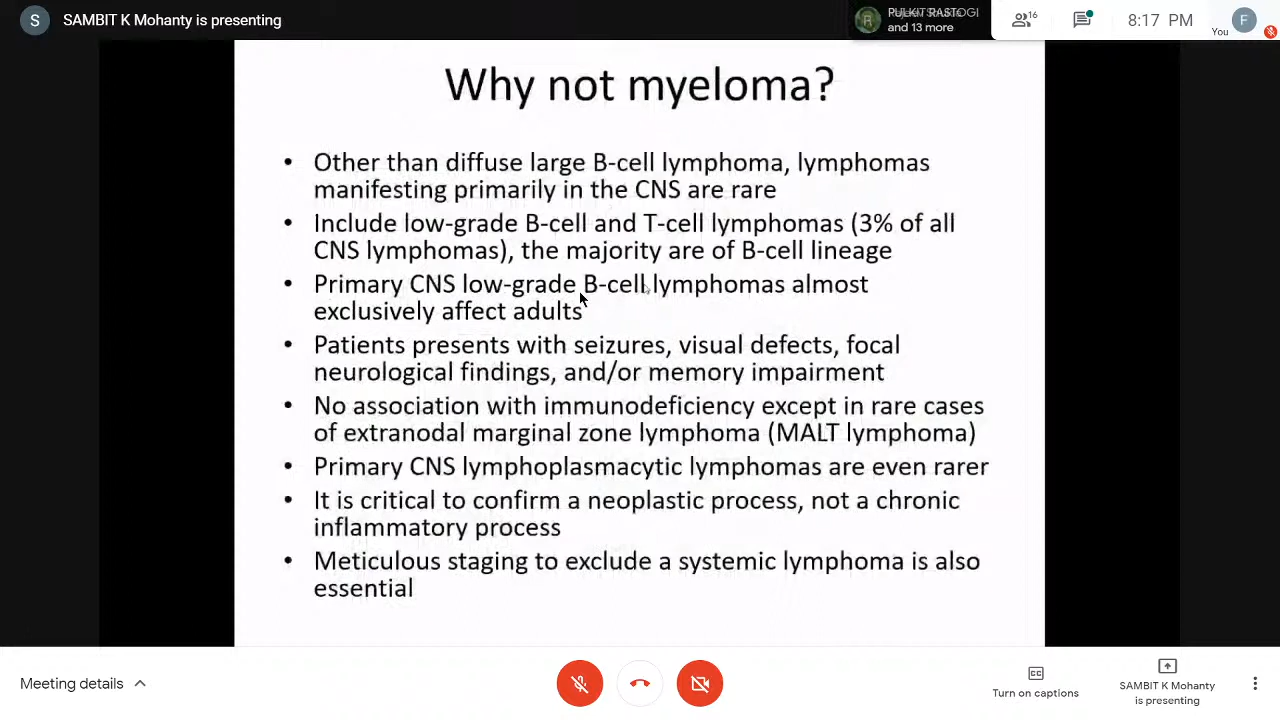 S
SAMBIT K Mohanty is presenting
PULKIT RASTOGI
and 13 more
16
8:17 PM
You
F
Why not myeloma?
• Other than diffuse large B-cell lymphoma, lymphomas
manifesting primarily in the CNS are rare
• Include low-grade B-cell and T-cell lymphomas (3% of all
CNS lymphomas), the majority are of B-cell lineage
• Primary CNS low-grade B-cell lymphomas almost
exclusively affect adults
• Patients presents with seizures, visual defects, focal
neurological findings, and/or memory impairment
• No association with immunodeficiency except in rare cases
of extranodal marginal zone lymphoma (MALT lymphoma)
• Primary CNS lymphoplasmacytic lymphomas are even rarer
• It is critical to confirm a neoplastic process, not a chronic
inflammatory process
• Meticulous staging to exclude a systemic lymphoma is also
essential
Meeting details
CC
Turn on captions
SAMBIT K Mohanty
is presenting